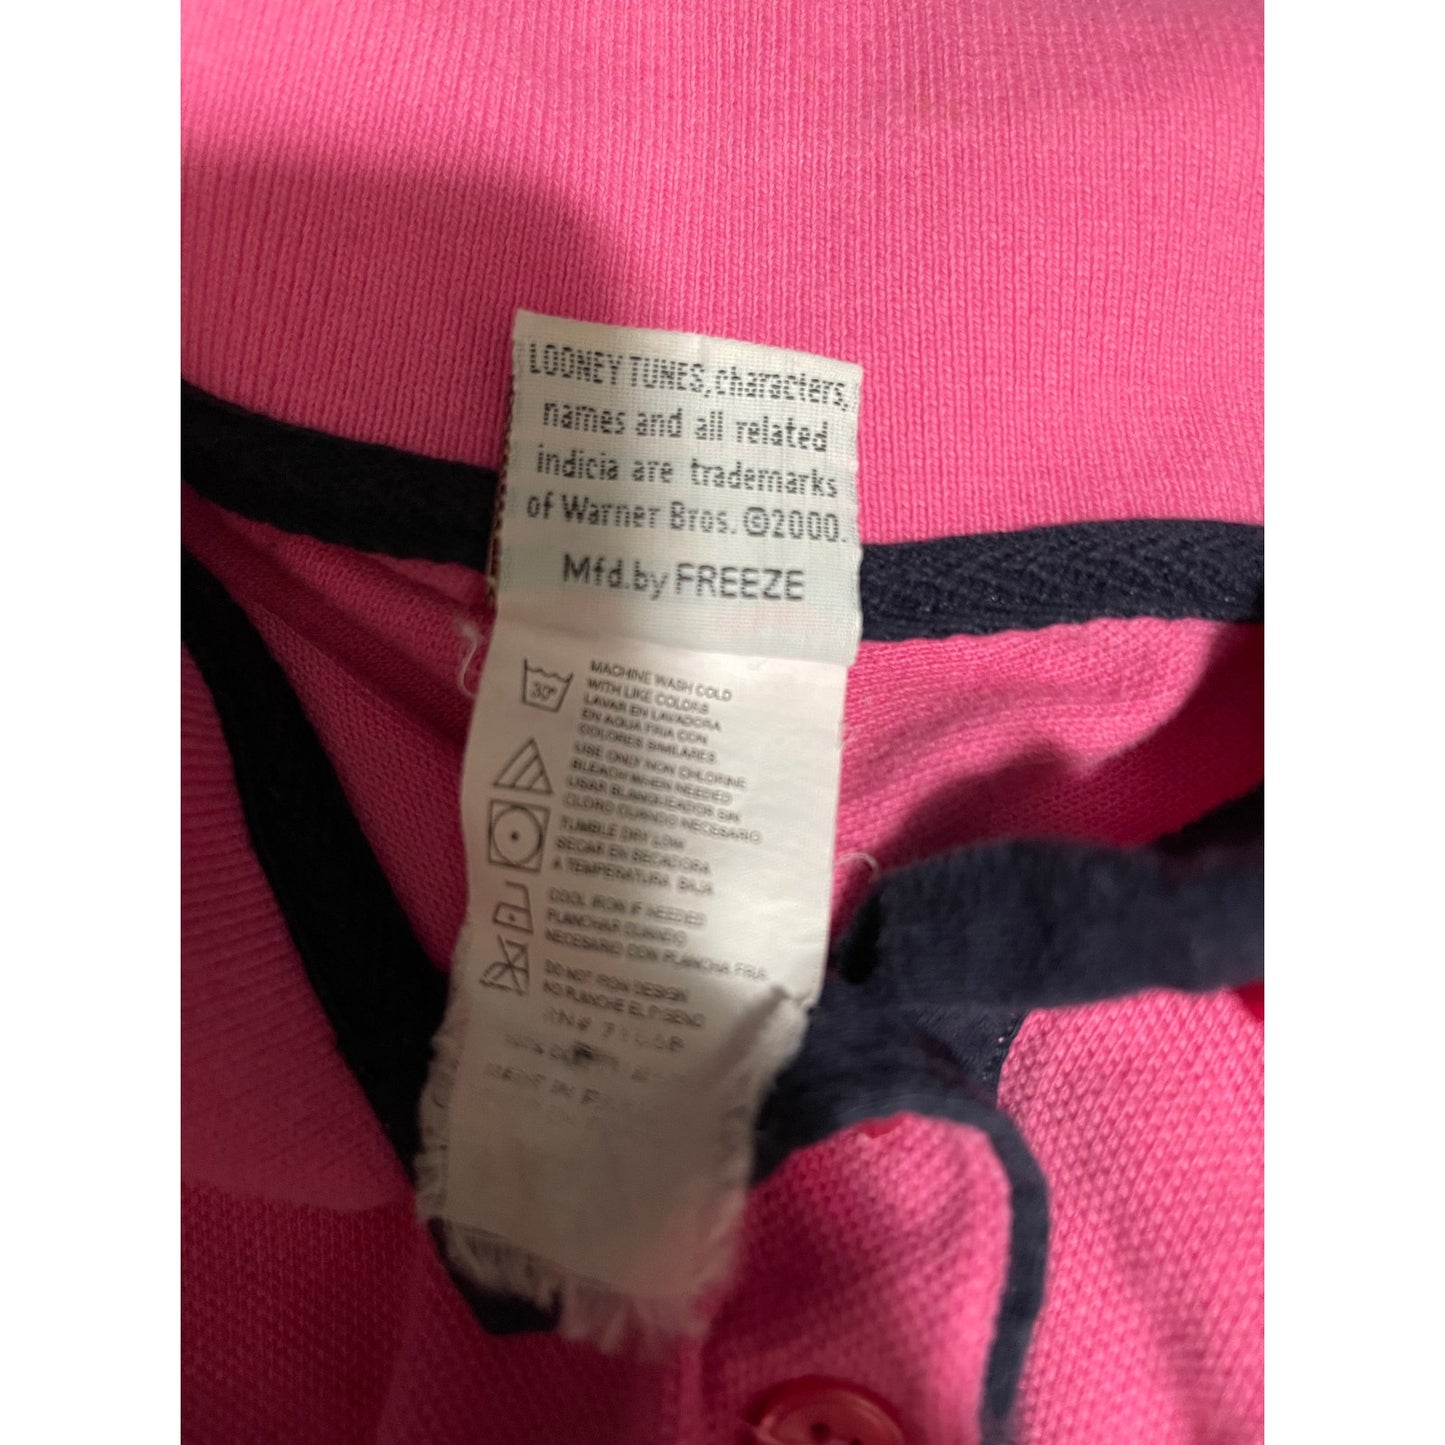 LOONEY TUNES, characters,
names and all related
indicia are trademarks
of Warner Bros. ©2000.
Mfd.by FREEZE
30°
MACHINE WASH COLD
WITH LIKE COLORS
LAVAR EN LAVADORA
EN AGUA FRIA CON
COLORES SIMILARES.
USE ONLY NON CHLORINE
BLEACH WHEN NEEDED
USAR BLANQUEADOR SIN
CLORO CUANDO NECESARIO
TUMBLE DRY LOW
SECAR EN SECADORA
A TEMPERATURA BAJA
COOL IRON IF NEEDED
PLANCHAR CUANDO
NECESARIO CON PLANCHA FRIA
DO NOT IRON DESIGN
NO PLANCHE EL
MADE IN